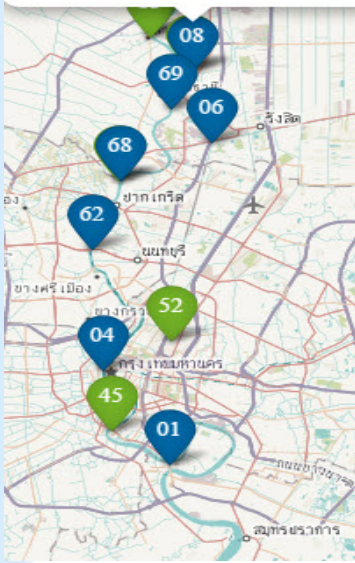 08
69
06
รังสิต
68
ปากเกร็ด
62
นนทบุรี
บางศรีเมือง
52
04
กรุงเทพมหานคร
45
01
สมุทรปราการ